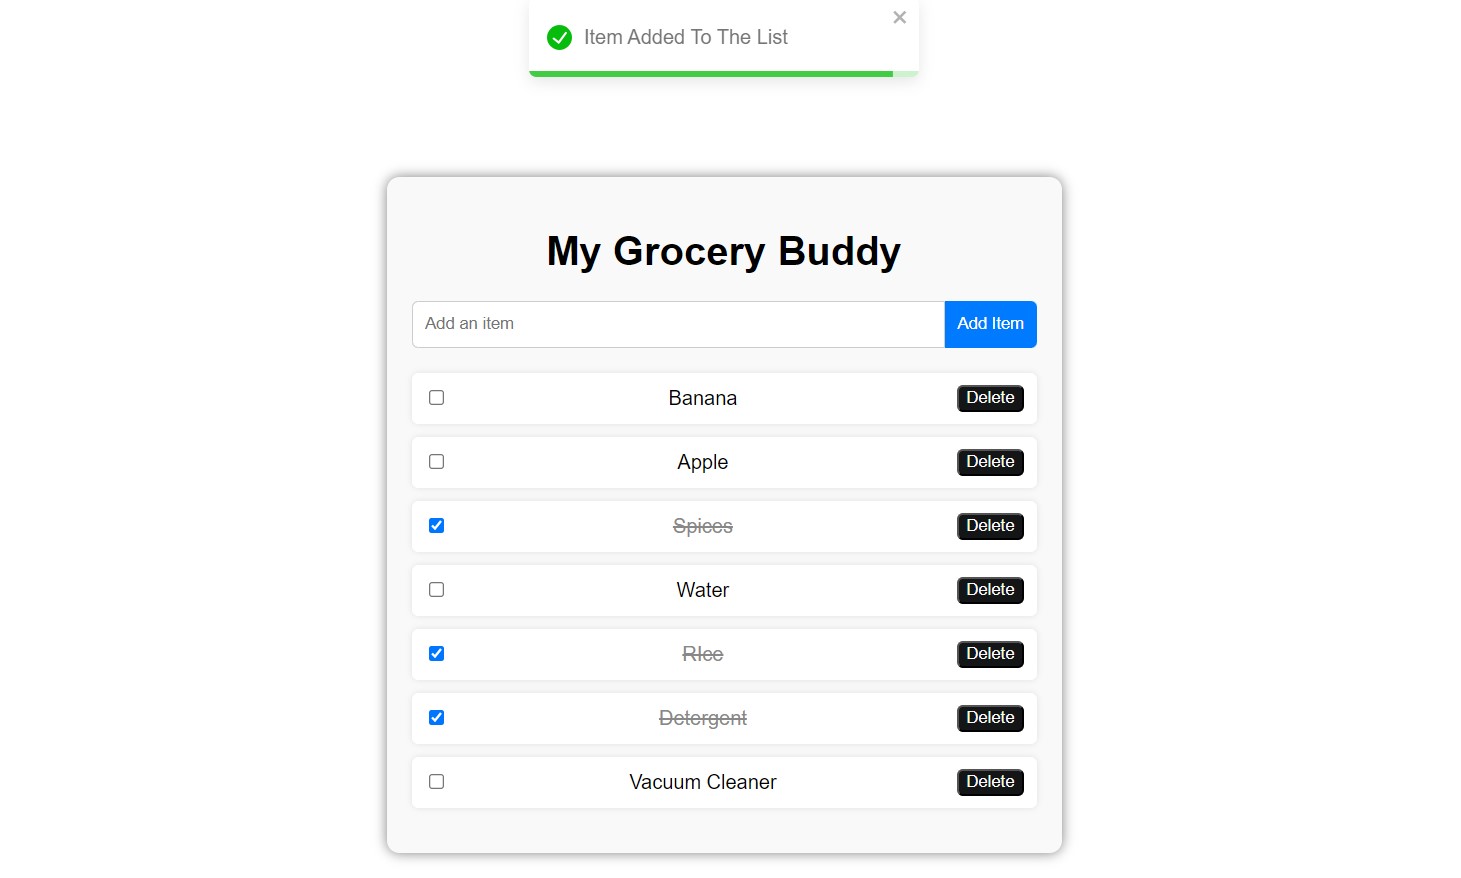 Item Added To The List
My Grocery Buddy
Add an item Add Item
Banana Delete
Apple Delete
Spices Delete
Water Delete
RIce Delete
Detergent Delete
Vacuum Cleaner Delete